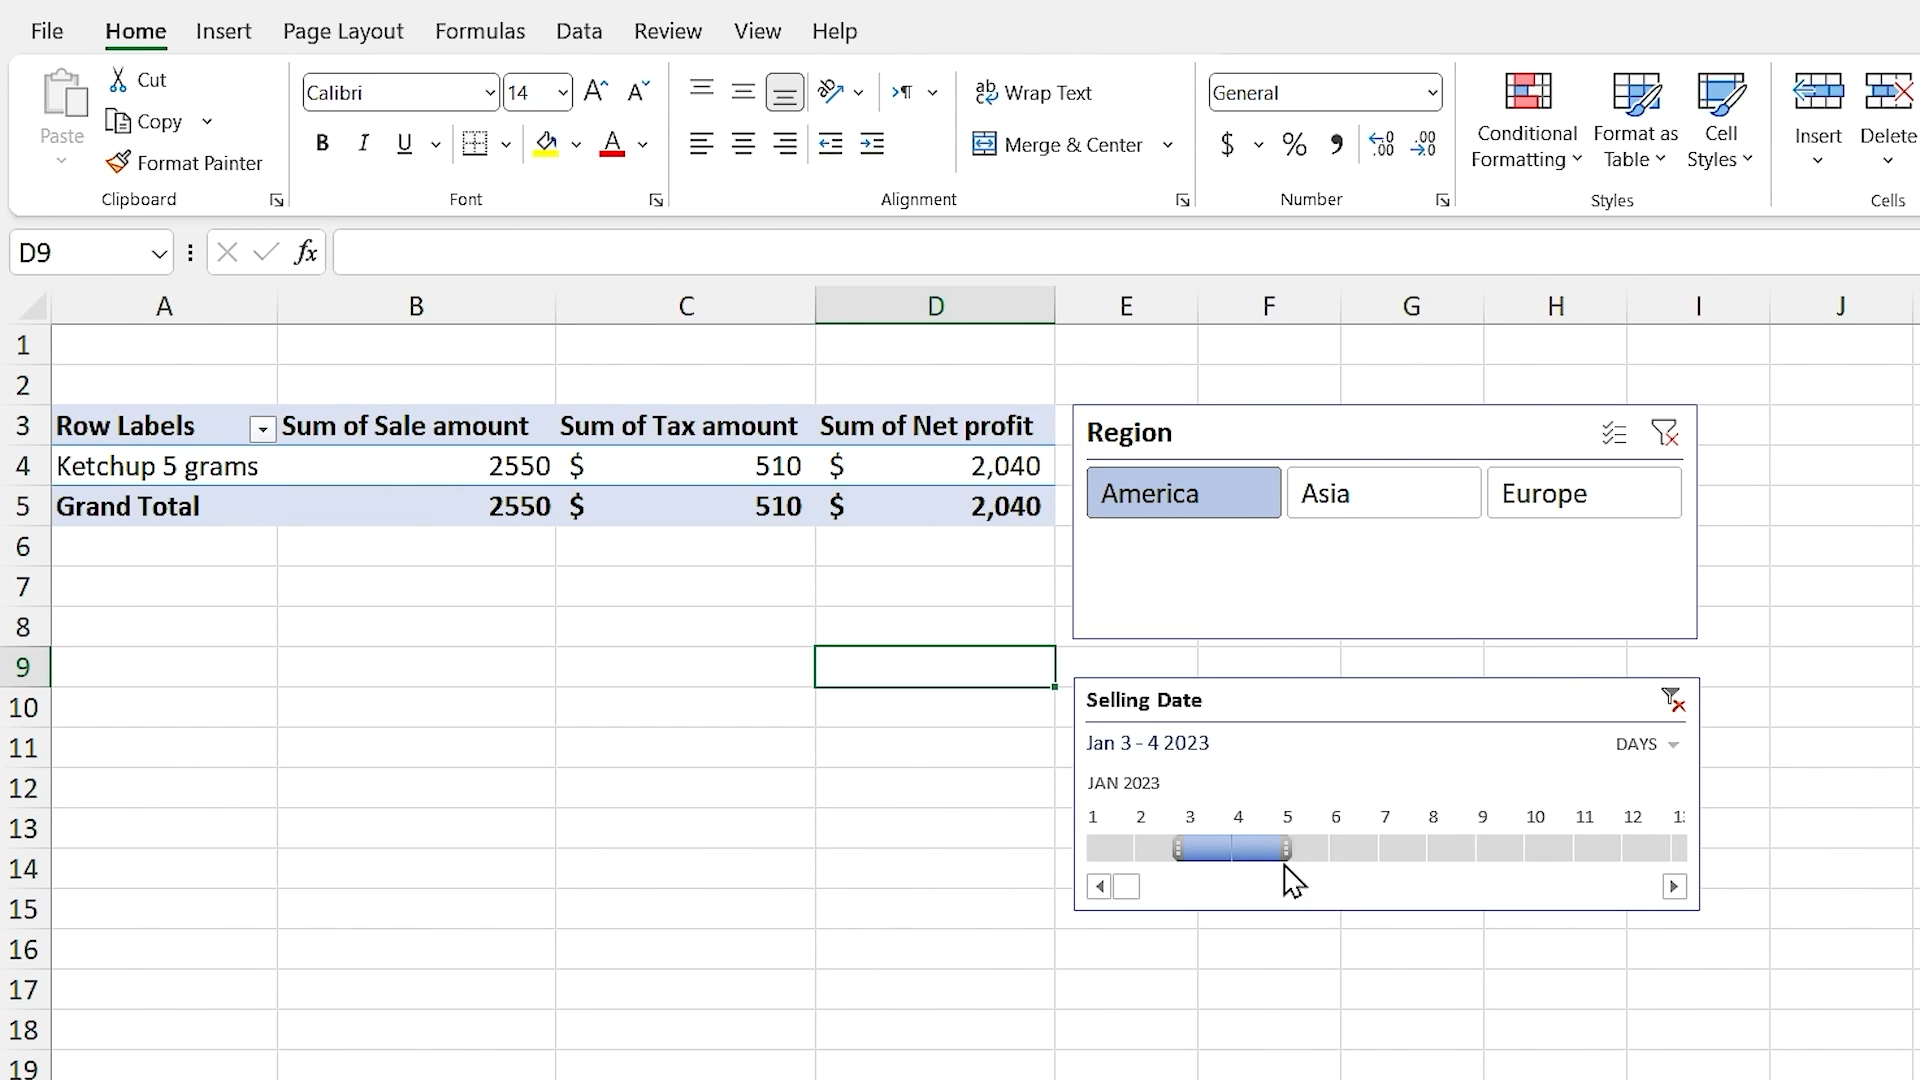 File Home Insert Page Layout Formulas Data Review View Help
Cut
Copy
Paste
Format Painter
Clipboard
Calibri 14
B I U
Font
Wrap Text
Merge & Center
Alignment
General
$ % , .00 .00
Number
Conditional Formatting
Format as Table
Cell Styles
Styles
Insert Delete
Cells
D9 fx
A B C D E F G H I J
1
2
3 Row Labels Sum of Sale amount Sum of Tax amount Sum of Net profit
4 Ketchup 5 grams 2550 $ 510 $ 2,040
5 Grand Total 2550 $ 510 $ 2,040
6
7
8
9
10
11
12
13
14
15
16
17
18
19
Region
America Asia Europe
Selling Date
Jan 3 - 4 2023 DAYS
JAN 2023
1 2 3 4 5 6 7 8 9 10 11 12